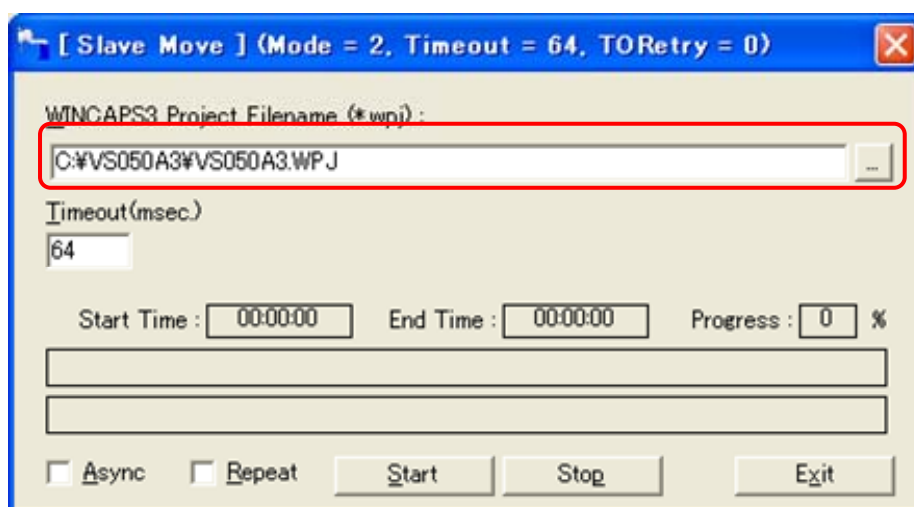 [ Slave Move ] (Mode = 2, Timeout = 64, TORetry = 0)
WINCAPS3 Project Filename (*.wpj) :
C:¥VS050A3¥VS050A3.WPJ ...
Timeout(msec.)
64
Start Time : 00:00:00 End Time : 00:00:00 Progress : 0 %
Async Repeat Start Stop Exit